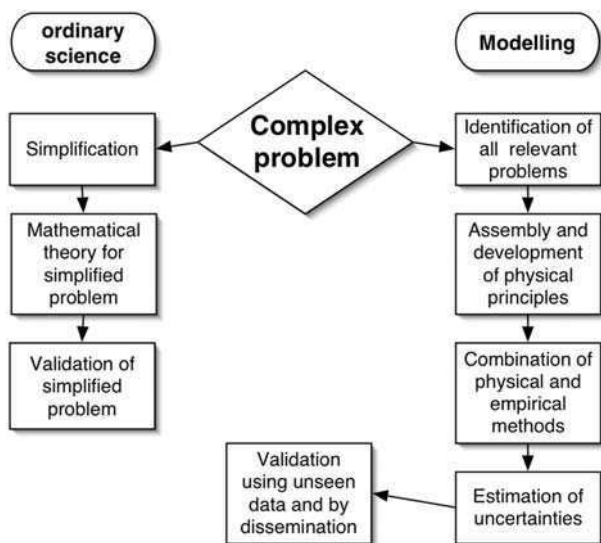 ordinary
science
Modelling
Complex
problem
Simplification
Identification of
all relevant
problems
Mathematical
theory for
simplified
problem
Assembly and
development
of physical
principles
Validation of
simplified
problem
Combination of
physical and
empirical
methods
Validation
using unseen
data and by
dissemination
Estimation of
uncertainties